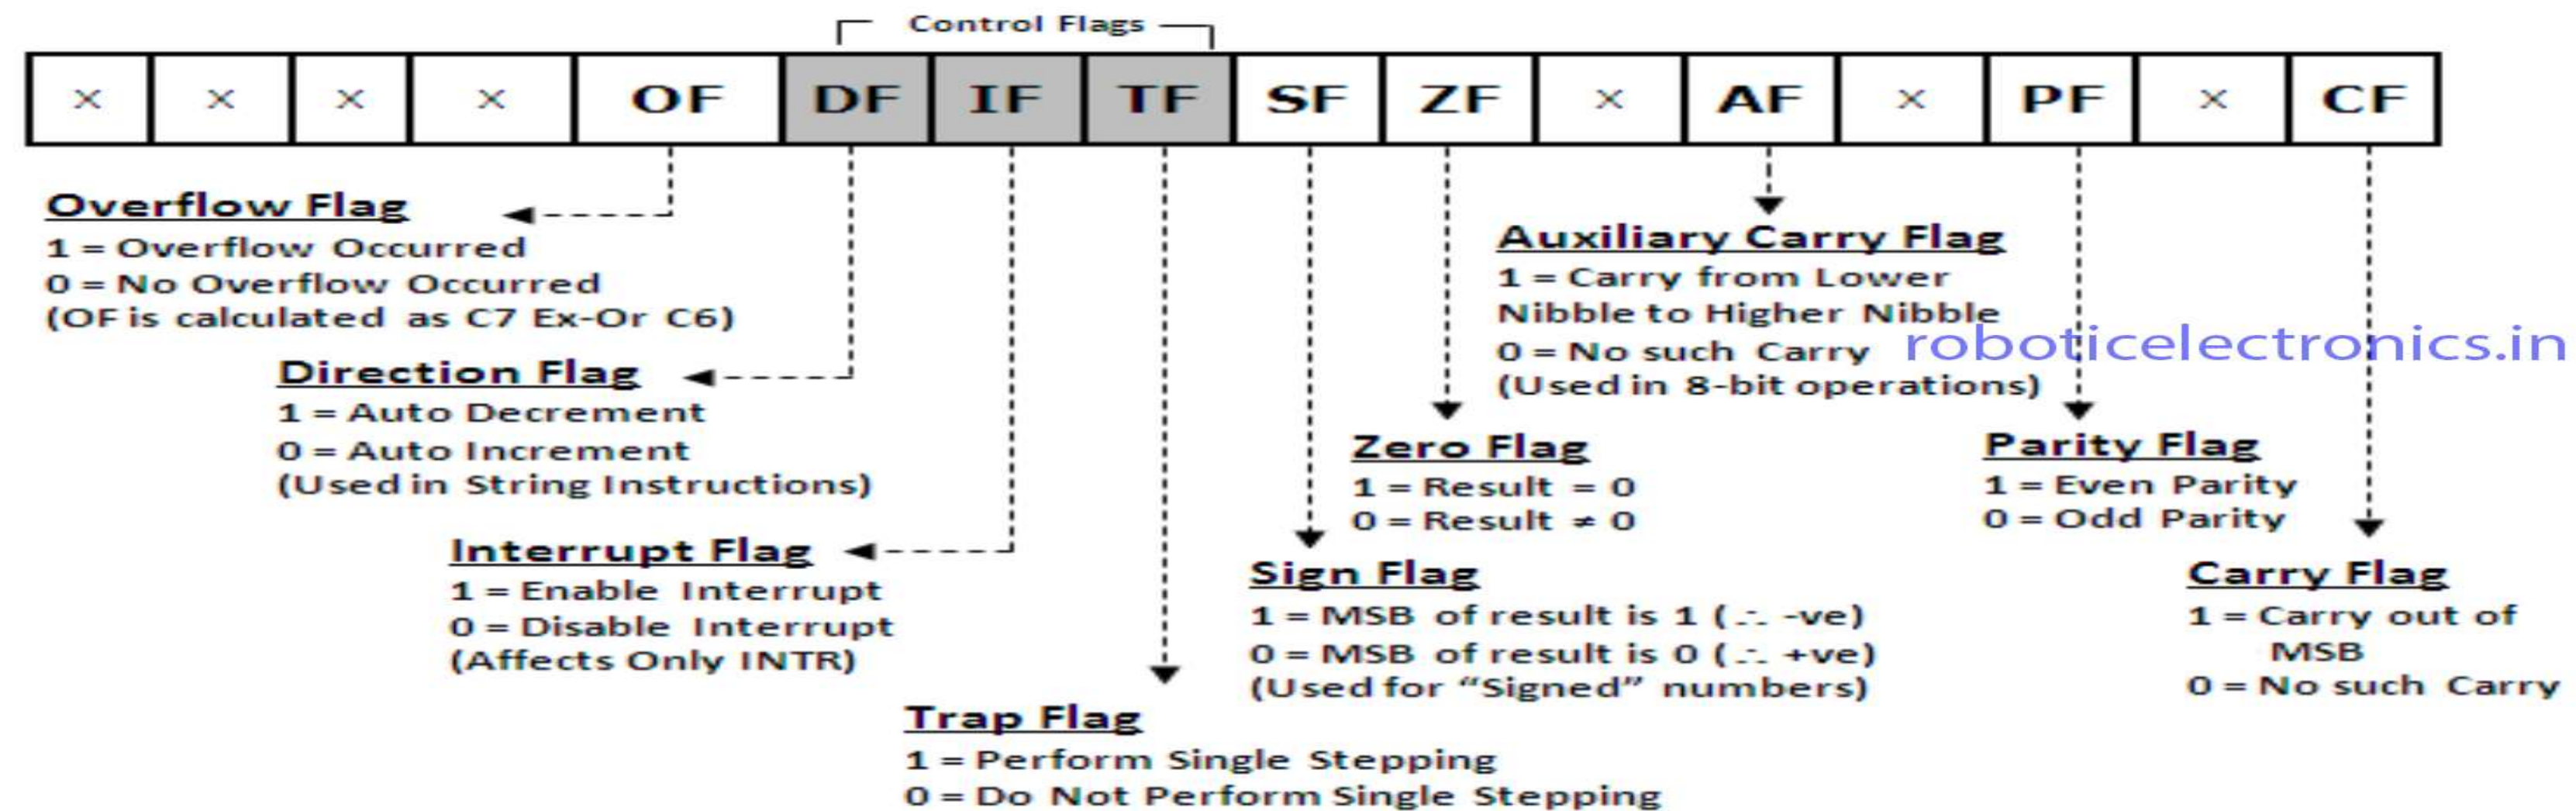 Control Flags
× × × × OF DF IF TF SF ZF × AF × PF × CF
Overflow Flag
1 = Overflow Occurred
0 = No Overflow Occurred
(OF is calculated as C7 Ex-Or C6)
Direction Flag
1 = Auto Decrement
0 = Auto Increment
(Used in String Instructions)
Interrupt Flag
1 = Enable Interrupt
0 = Disable Interrupt
(Affects Only INTR)
Trap Flag
1 = Perform Single Stepping
0 = Do Not Perform Single Stepping
Sign Flag
1 = MSB of result is 1 (∴ -ve)
0 = MSB of result is 0 (∴ +ve)
(Used for “Signed” numbers)
Zero Flag
1 = Result = 0
0 = Result ≠ 0
Auxiliary Carry Flag
1 = Carry from Lower
Nibble to Higher Nibble
0 = No such Carry
(Used in 8-bit operations)
roboticelectronics.in
Parity Flag
1 = Even Parity
0 = Odd Parity
Carry Flag
1 = Carry out of
MSB
0 = No such Carry